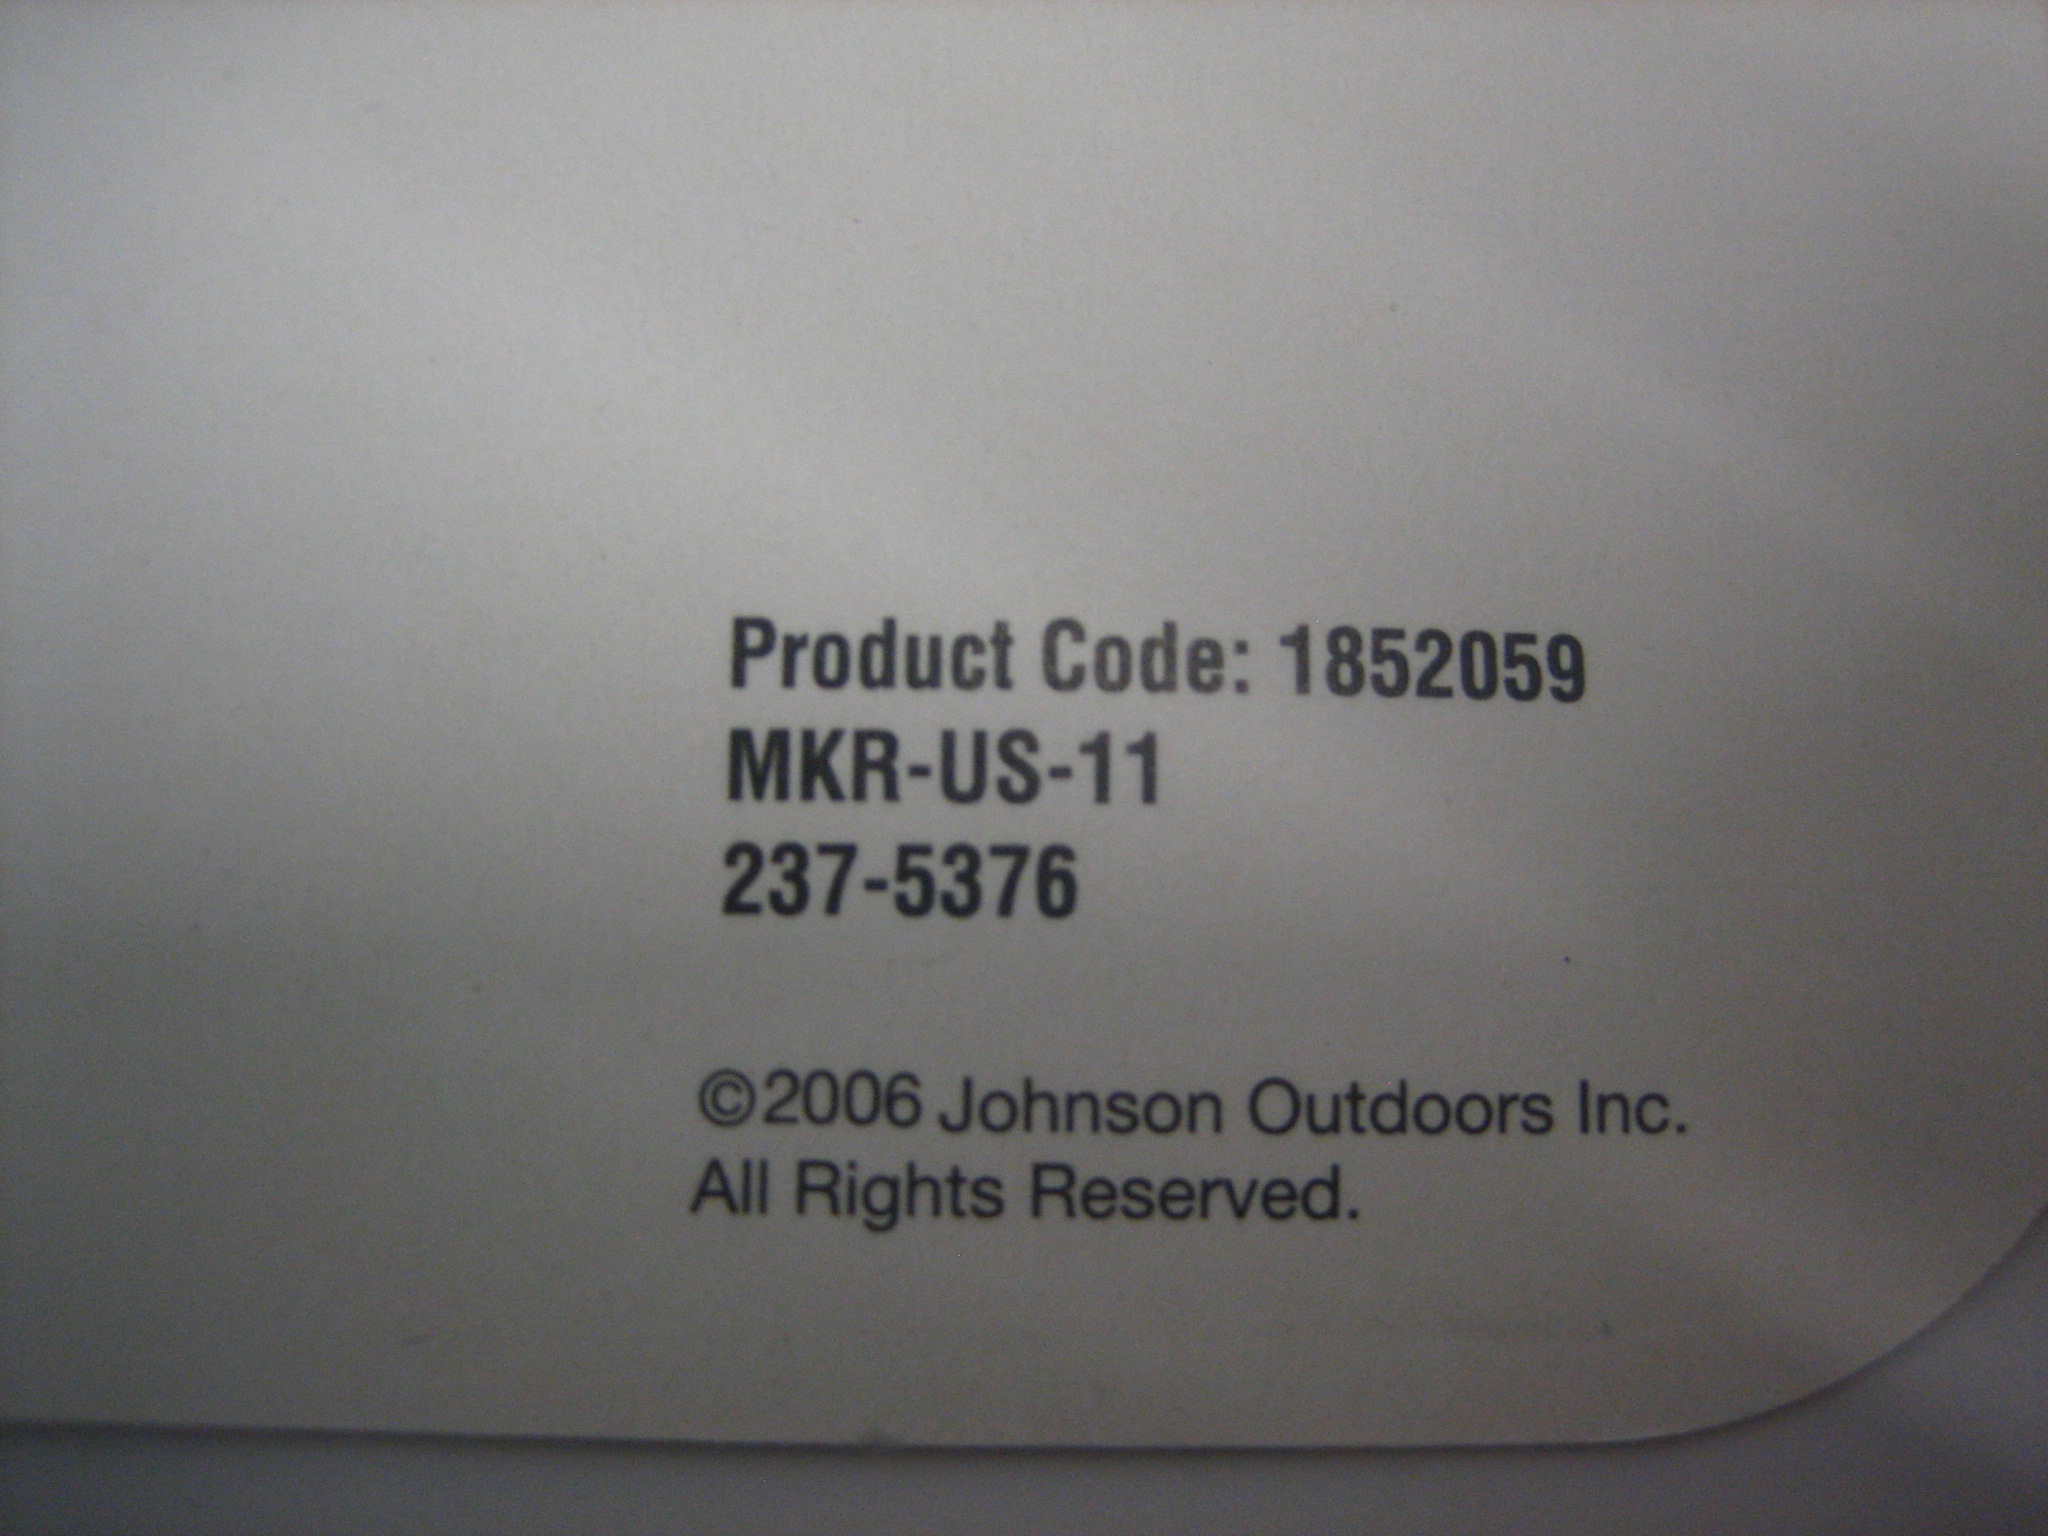 Product Code: 1852059
MKR-US-11
237-5376
©2006 Johnson Outdoors Inc.
All Rights Reserved.